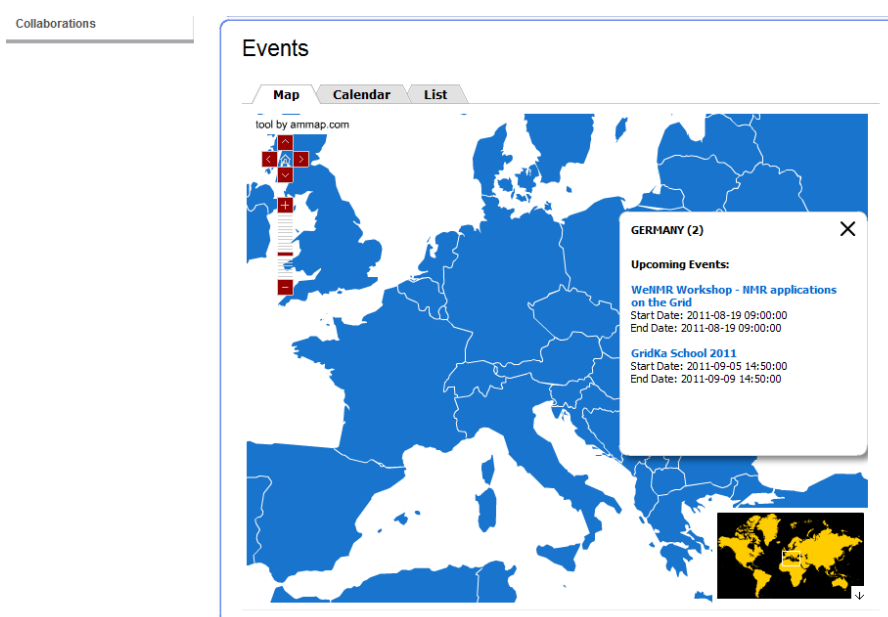 Collaborations
Events
Map
Calendar
List
tool by ammap.com
GERMANY (2)
Upcoming Events:
WeNMR Workshop - NMR applications
on the Grid
Start Date: 2011-08-19 09:00:00
End Date: 2011-08-19 09:00:00
GridKa School 2011
Start Date: 2011-09-05 14:50:00
End Date: 2011-09-09 14:50:00